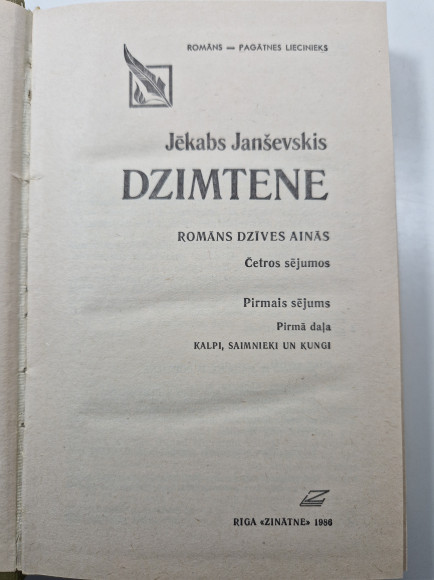 ROMĀNS — PAGĀTNES LIECINIEKS
Jēkabs Janševskis
DZIMTENE
ROMĀNS DZĪVES AINĀS
Četros sējumos
Pirmais sējums
Pirmā daļa
KALPI, SAIMNIEKI UN KUNGI
RĪGA «ZINĀTNE» 1986